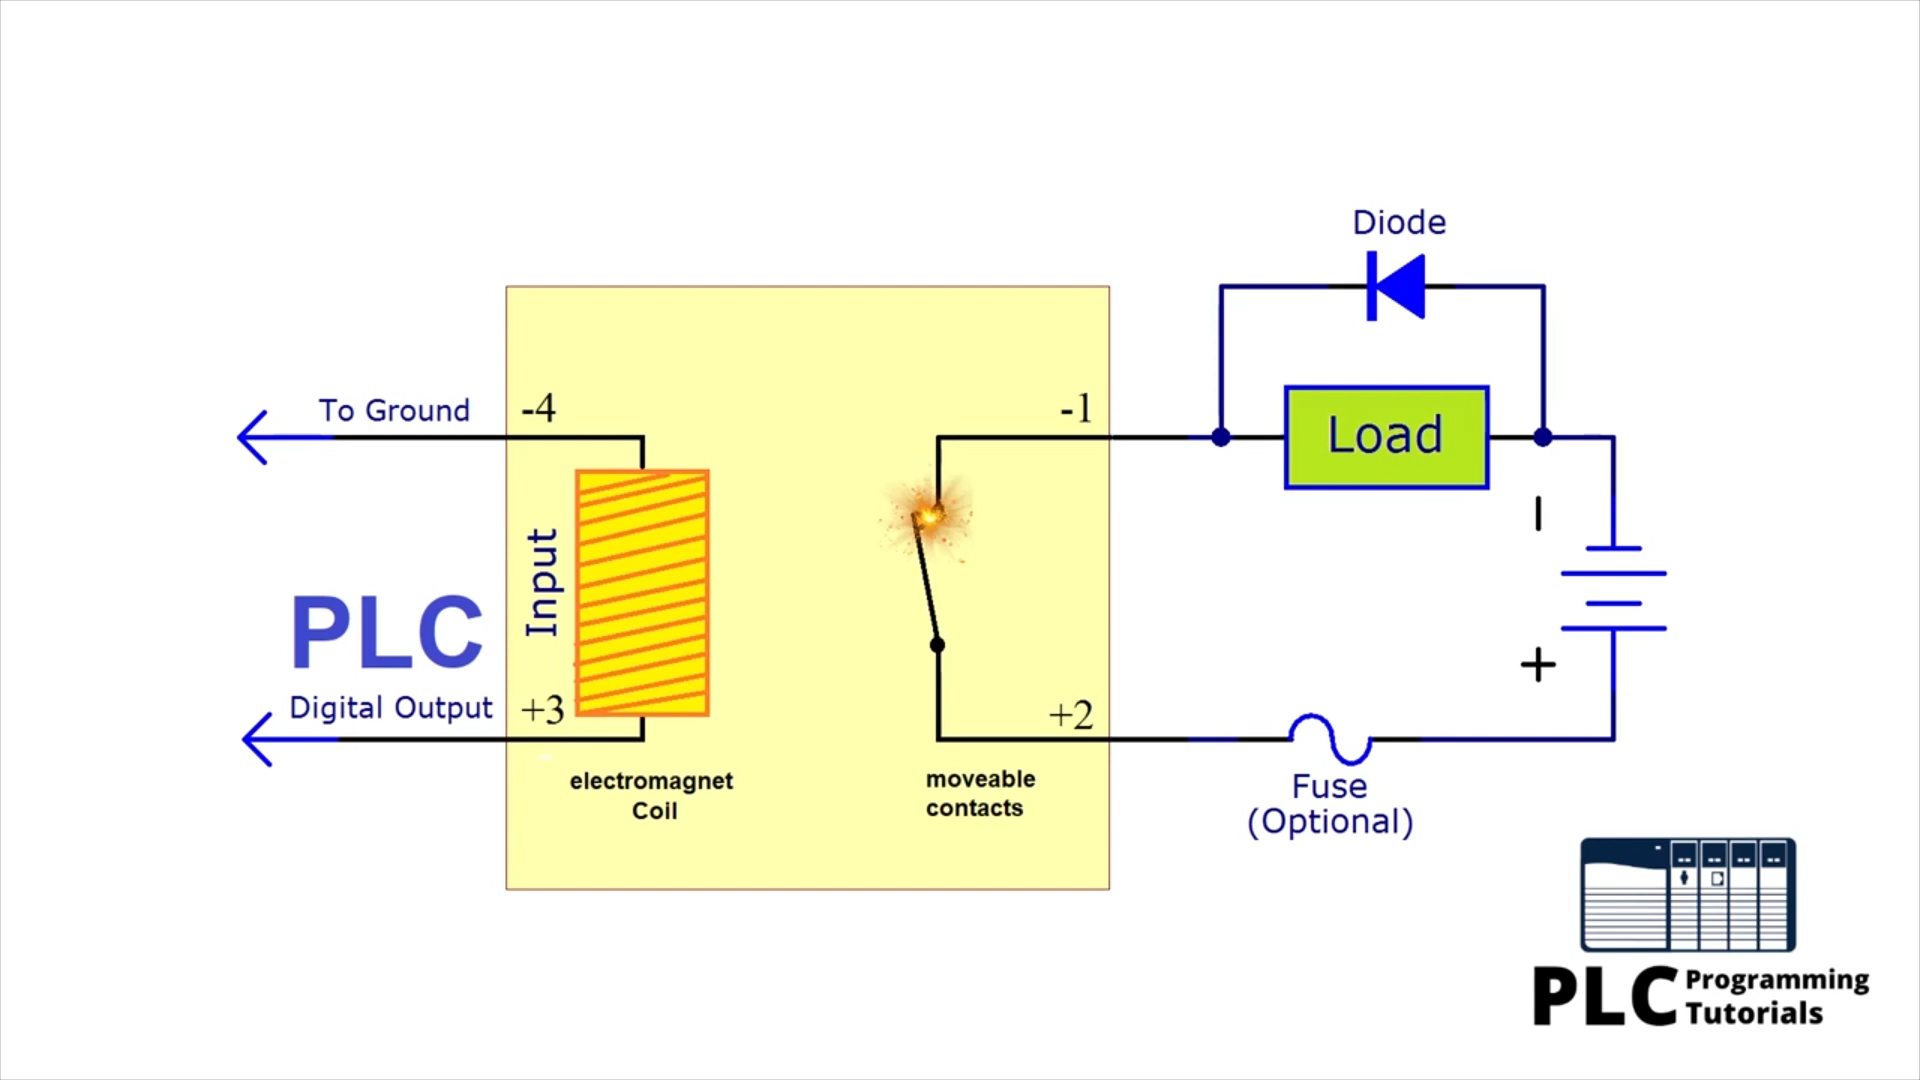 Diode
To Ground
-4
-1
Load
Input
PLC
Digital Output
+3
+2
electromagnet
Coil
moveable
contacts
–
+
Fuse
(Optional)
PLC Programming
Tutorials